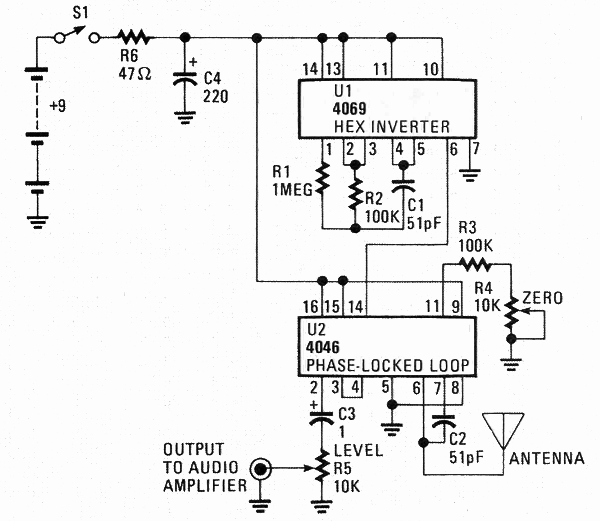 S1
R6
47Ω
+
C4
220
+9
14 13 11 10
U1
4069
HEX INVERTER
1 2 3 4 5 6 7
R1
1MEG
R2
100K
C1
51pF
R3
100K
R4
10K
ZERO
16 15 14 11 9
U2
4046
PHASE-LOCKED LOOP
2 3 4 5 6 7 8
+
C3
1
C2
51pF
ANTENNA
LEVEL
R5
10K
OUTPUT
TO AUDIO
AMPLIFIER